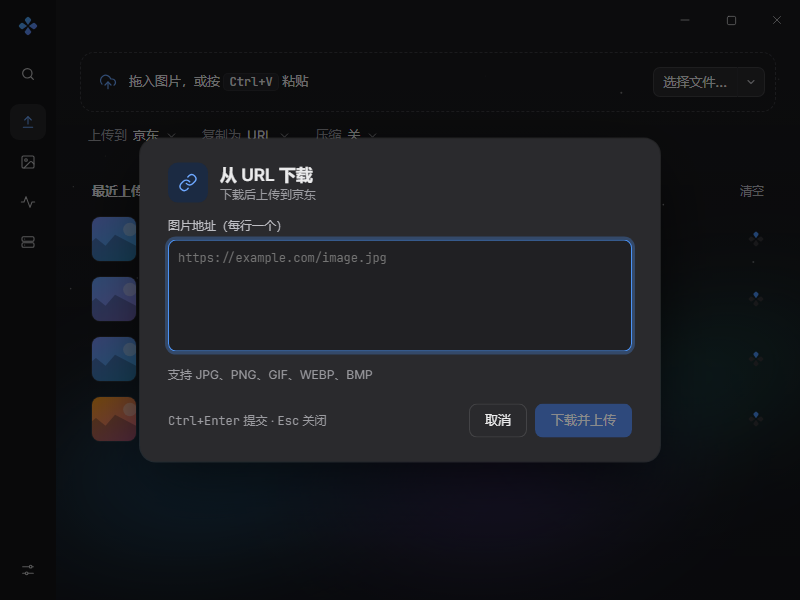 拖入图片，或按 Ctrl+V 粘贴
选择文件...
上传到 京东 复制为 URL 压缩 关
最近上传
清空
从 URL 下载
下载后上传到京东
图片地址（每行一个）
https://example.com/image.jpg
支持 JPG、PNG、GIF、WEBP、BMP
Ctrl+Enter 提交 · Esc 关闭
取消
下载并上传